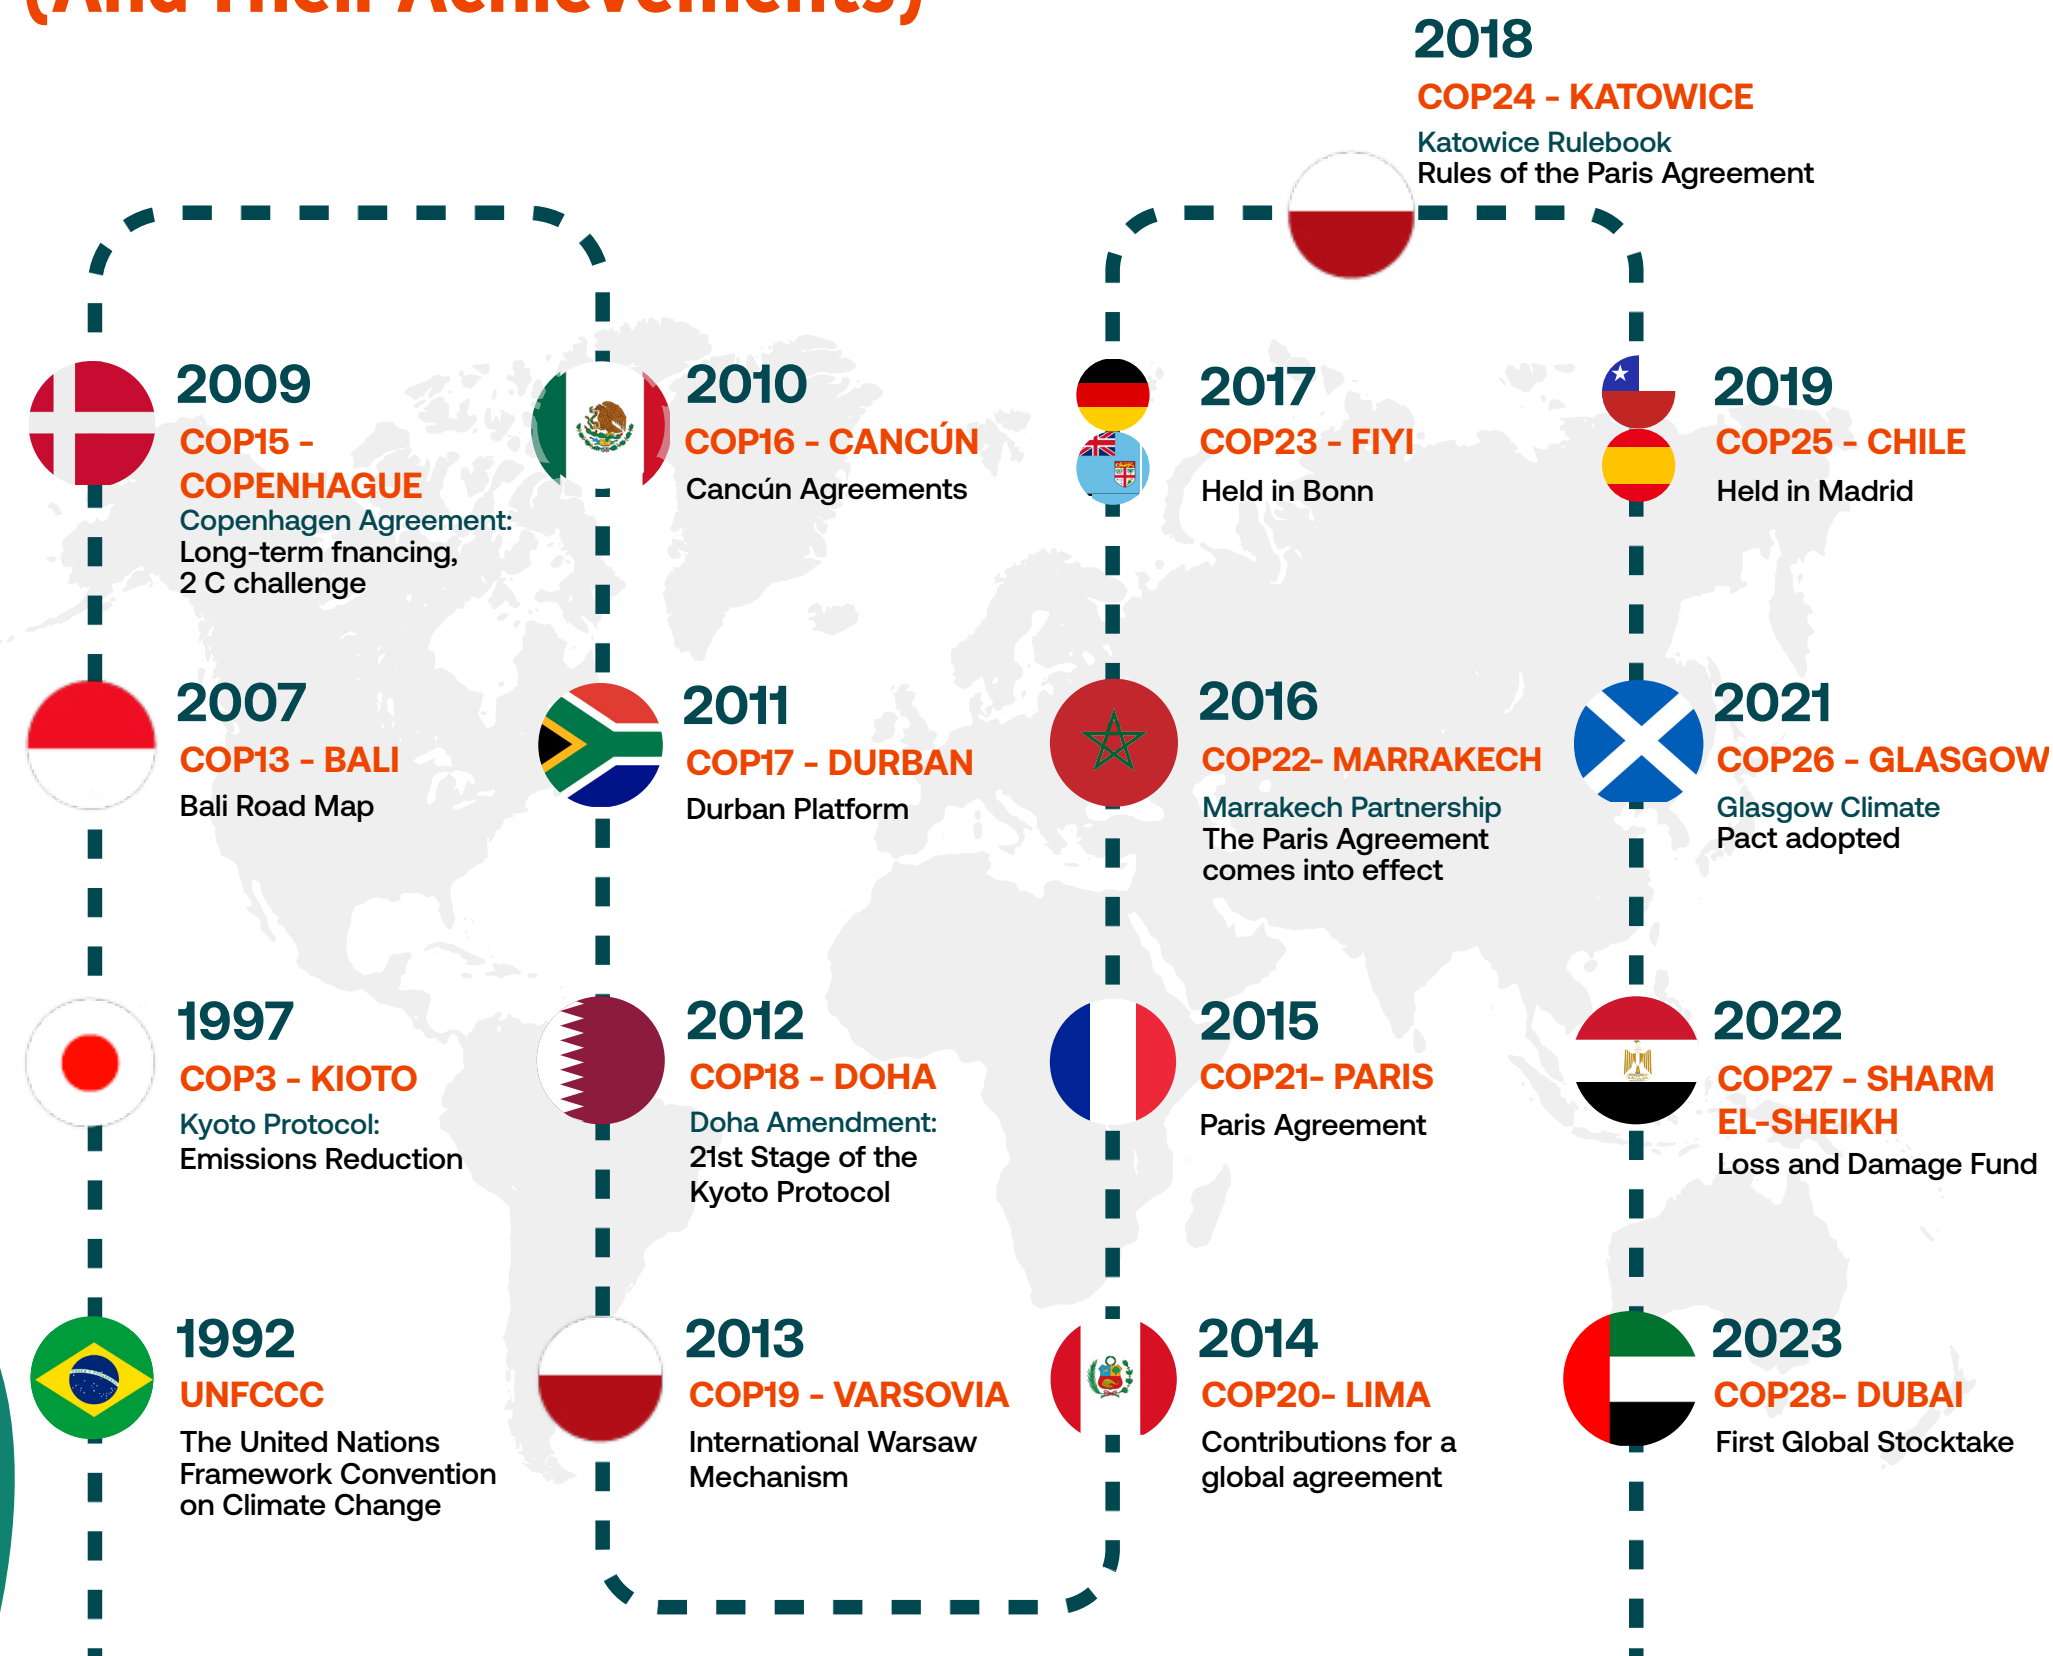 (And Their Achievements)
2018
COP24 - KATOWICE
Katowice Rulebook
Rules of the Paris Agreement
2009
COP15 -
COPENHAGUE
Copenhagen Agreement:
Long-term fnancing,
2 C challenge
2010
COP16 - CANCÚN
Cancún Agreements
2017
COP23 - FIYI
Held in Bonn
2019
COP25 - CHILE
Held in Madrid
2007
COP13 - BALI
Bali Road Map
2011
COP17 - DURBAN
Durban Platform
2016
COP22- MARRAKECH
Marrakech Partnership
The Paris Agreement
comes into effect
2021
COP26 - GLASGOW
Glasgow Climate
Pact adopted
1997
COP3 - KIOTO
Kyoto Protocol:
Emissions Reduction
2012
COP18 - DOHA
Doha Amendment:
21st Stage of the
Kyoto Protocol
2015
COP21- PARIS
Paris Agreement
2022
COP27 - SHARM
EL-SHEIKH
Loss and Damage Fund
1992
UNFCCC
The United Nations
Framework Convention
on Climate Change
2013
COP19 - VARSOVIA
International Warsaw
Mechanism
2014
COP20- LIMA
Contributions for a
global agreement
2023
COP28- DUBAI
First Global Stocktake